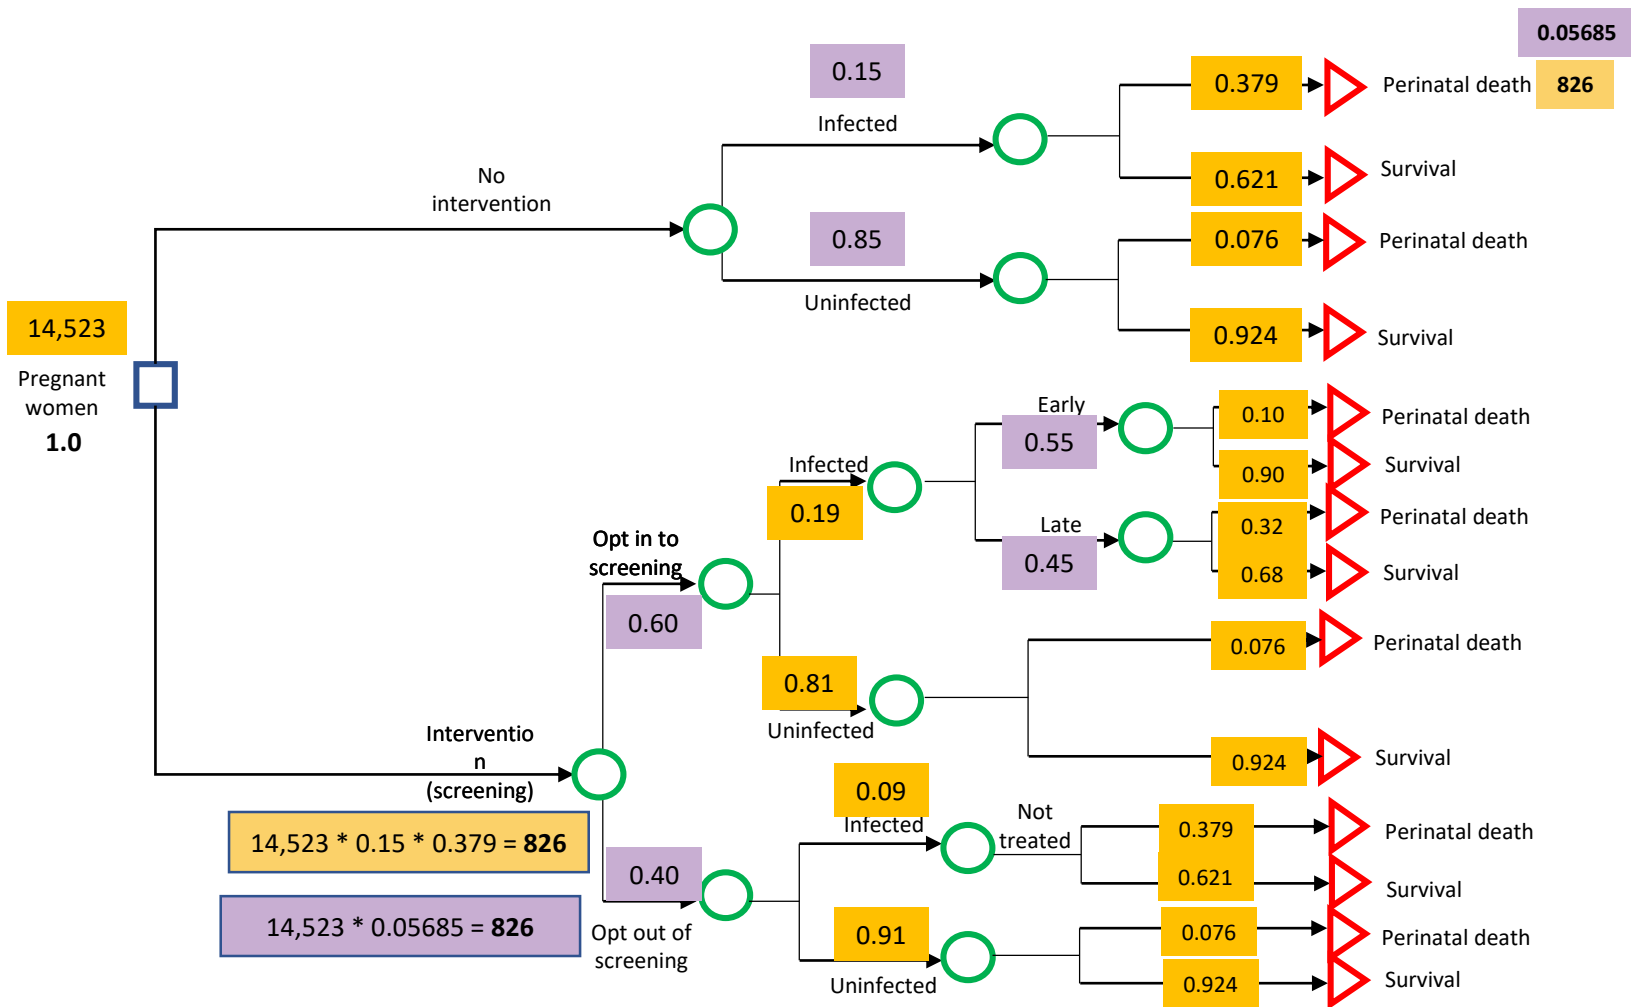 0.05685
0.15
0.379
Perinatal death
826
Infected
No
intervention
0.621
Survival
0.85
0.076
Perinatal death
Uninfected
0.924
Survival
14,523
Pregnant
women
1.0
Early
0.10
Perinatal death
0.55
Infected
0.90
Survival
0.19
Late
0.32
Perinatal death
0.45
0.68
Survival
Opt in to
screening
0.60
0.076
Perinatal death
0.81
Uninfected
0.924
Survival
Interventio
n
(screening)
0.09
Infected
Not
treated
0.379
Perinatal death
14,523 * 0.15 * 0.379 = 826
0.40
0.621
Survival
14,523 * 0.05685 = 826
Opt out of
screening
0.91
Uninfected
0.076
Perinatal death
0.924
Survival